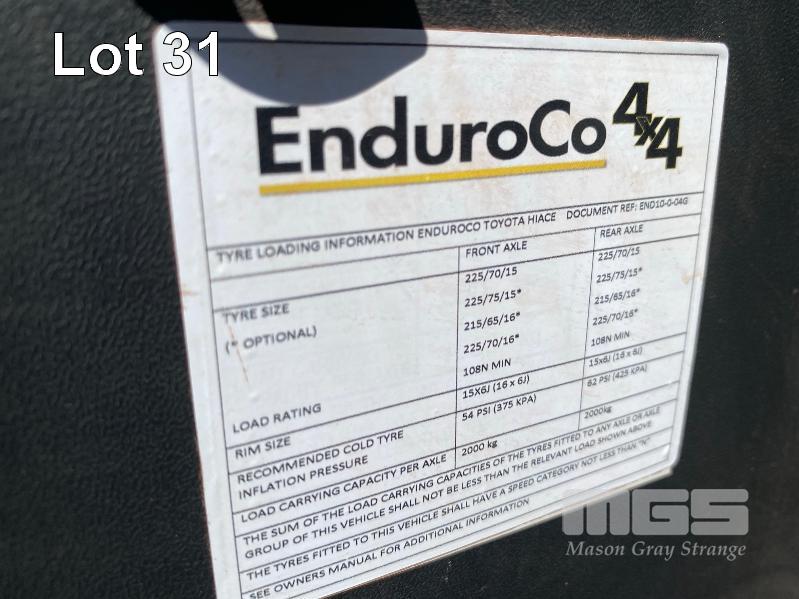 Lot 31
EnduroCo 4x4
TYRE LOADING INFORMATION ENDUROCO TOYOTA HIACE DOCUMENT REF: END10-0-04G
FRONT AXLE REAR AXLE
TYRE SIZE 225/70/15 225/70/15
(* OPTIONAL) 225/75/15* 225/75/15*
215/65/16* 215/65/16*
225/70/16* 225/70/16*
LOAD RATING 108N MIN 108N MIN
RIM SIZE 15X6J (16 x 6J) 15x6J (16 x 6J)
RECOMMENDED COLD TYRE 54 PSI (375 KPA) 62 PSI (425 KPA)
INFLATION PRESSURE
LOAD CARRYING CAPACITY PER AXLE 2000 kg 2000kg
THE SUM OF THE LOAD CARRYING CAPACITIES OF THE TYRES FITTED TO ANY AXLE OR AXLE
GROUP OF THIS VEHICLE SHALL NOT BE LESS THAN THE RELEVANT LOAD SHOWN ABOVE
THE TYRES FITTED TO THIS VEHICLE SHALL HAVE A SPEED CATEGORY NOT LESS THAN "N"
SEE OWNERS MANUAL FOR ADDITIONAL INFORMATION
MGS
Mason Gray Strange